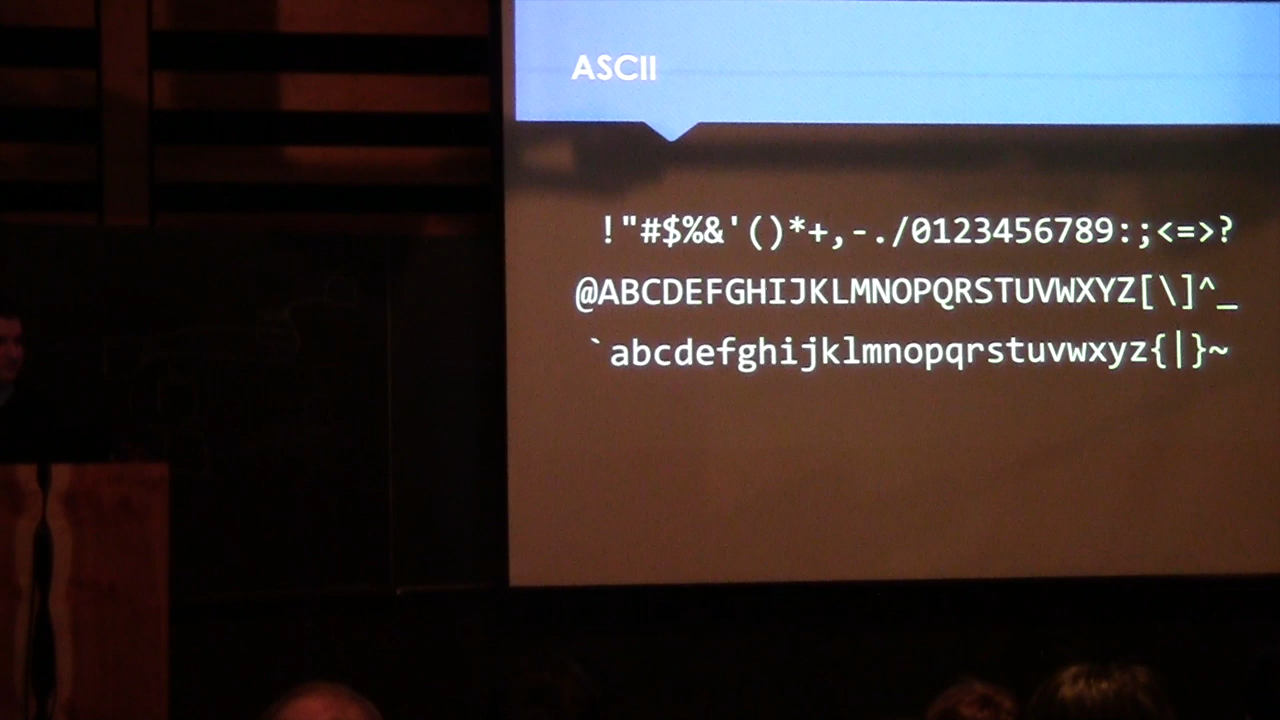 ASCII
!"#$%&'()*+,-./0123456789:;<=>?
@ABCDEFGHIJKLMNOPQRSTUVWXYZ[\]^_
`abcdefghijklmnopqrstuvwxyz{|}~